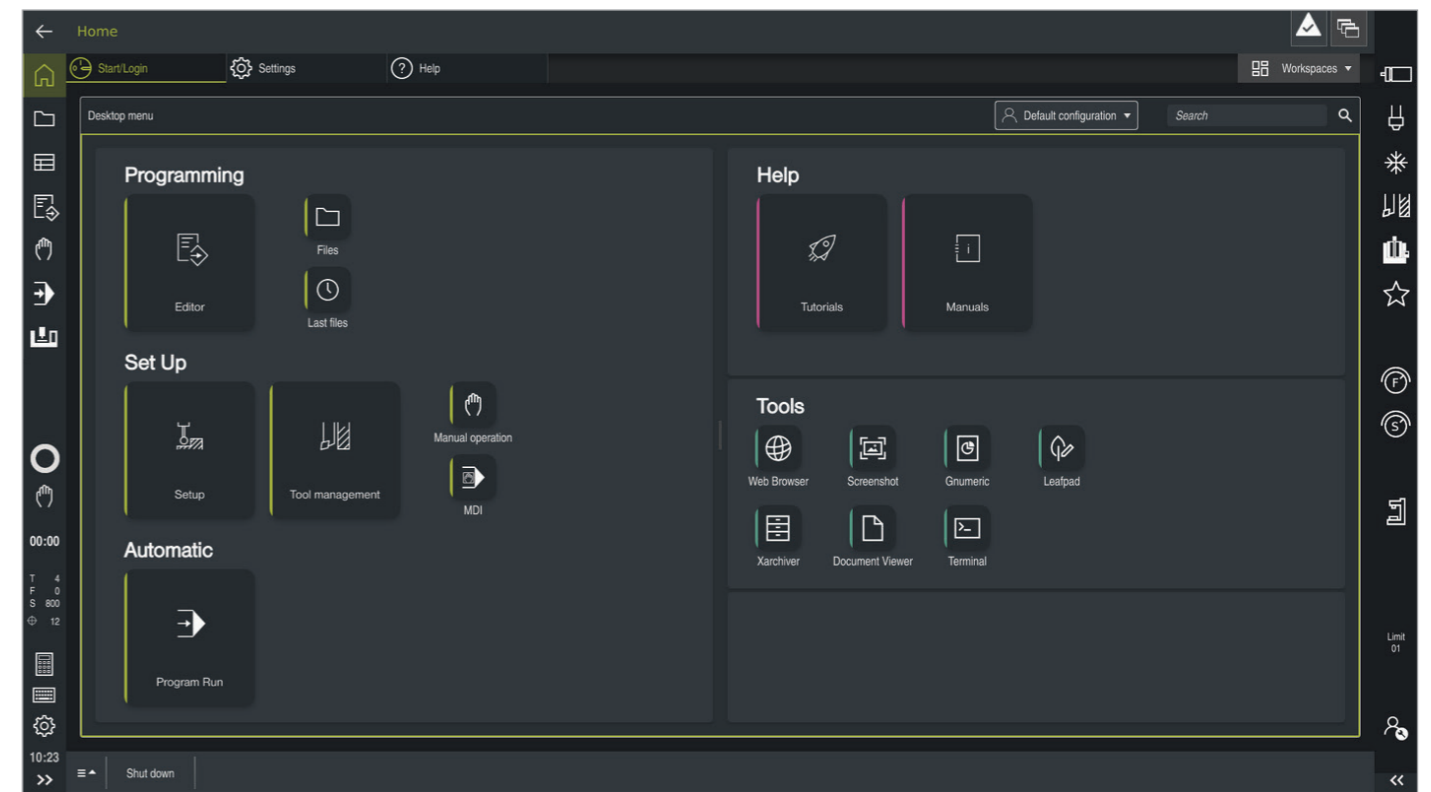 Home
Start/Login
Settings
Help
Workspaces
Desktop menu
Default configuration
Search
Programming
Editor
Files
Last files
Set Up
Setup
Tool management
Manual operation
MDI
Automatic
Program Run
Help
Tutorials
Manuals
Tools
Web Browser
Screenshot
Gnumeric
Leafpad
Xarchiver
Document Viewer
Terminal
00:00
T 4
F 0
S 800
12
10:23
Shut down
F
S
Limit
01